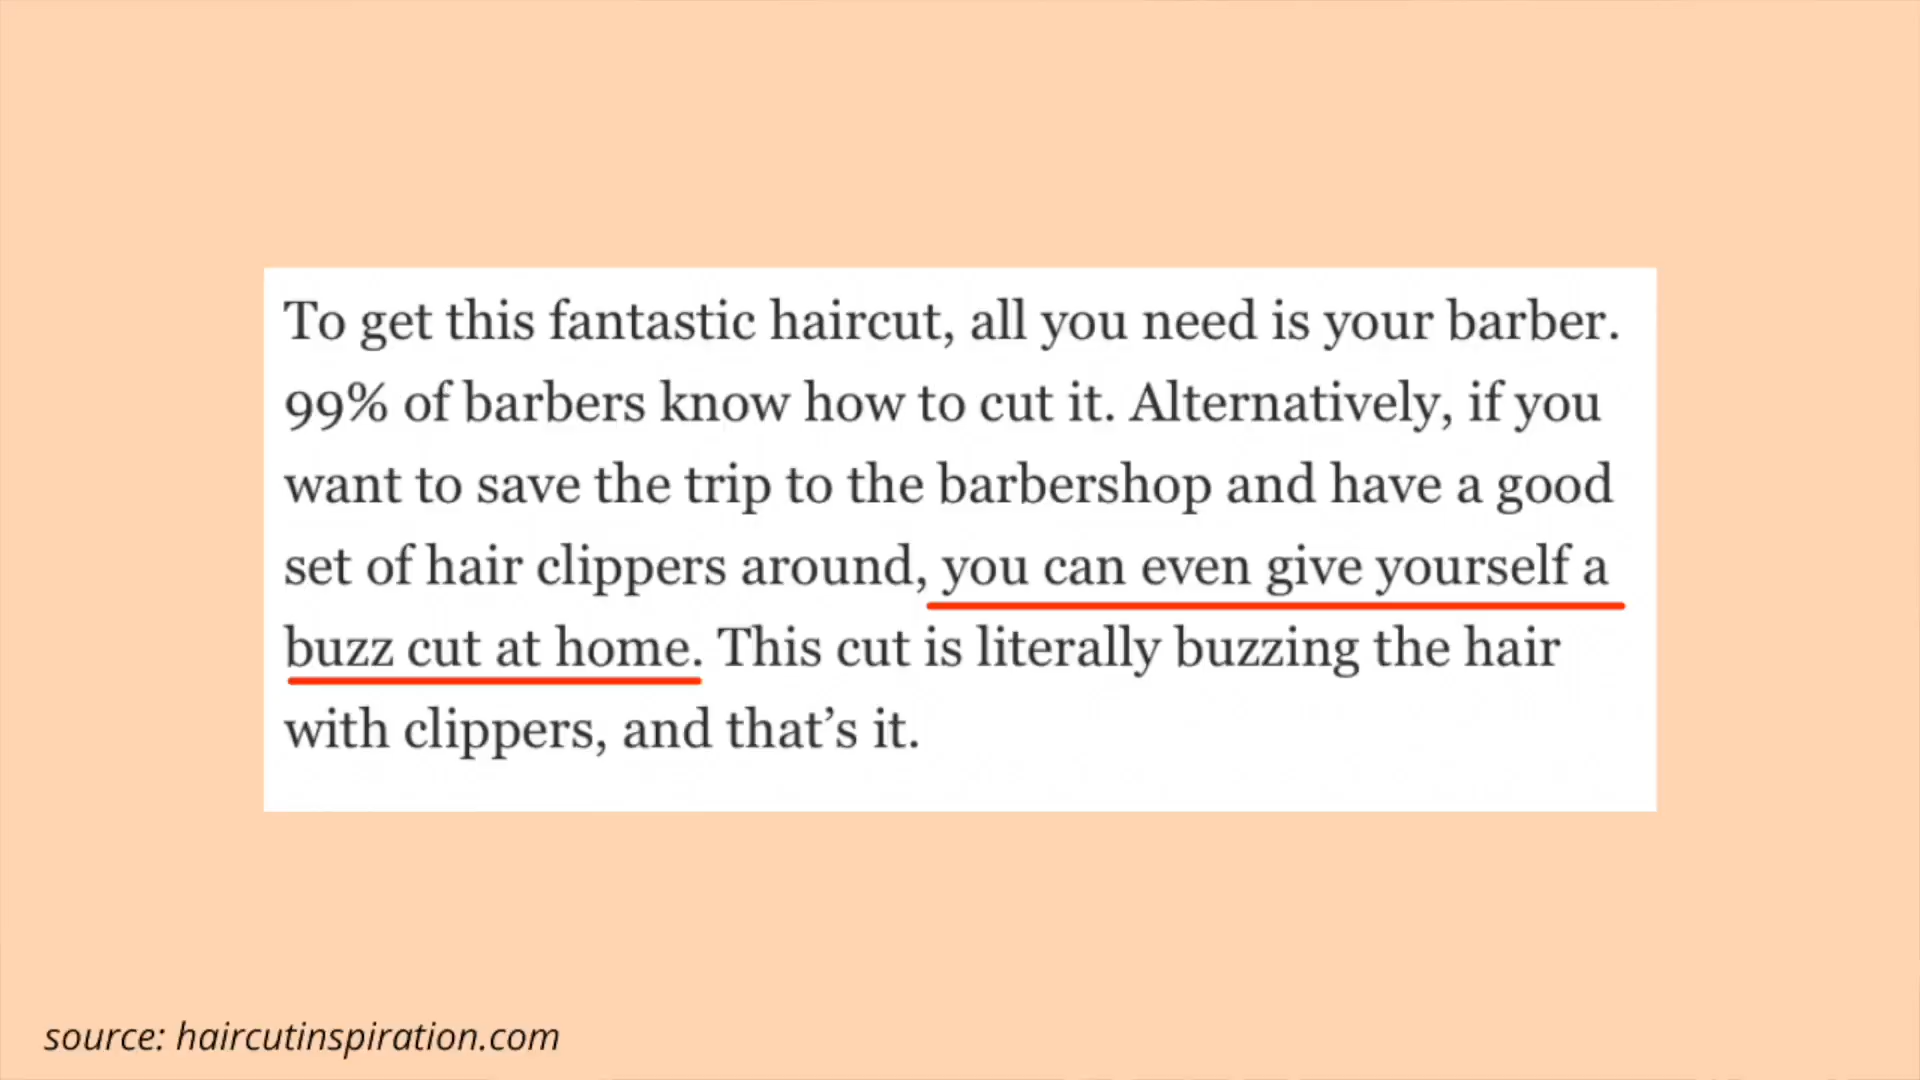 To get this fantastic haircut, all you need is your barber.
99% of barbers know how to cut it. Alternatively, if you
want to save the trip to the barbershop and have a good
set of hair clippers around, you can even give yourself a
buzz cut at home. This cut is literally buzzing the hair
with clippers, and that’s it.
source: haircutinspiration.com